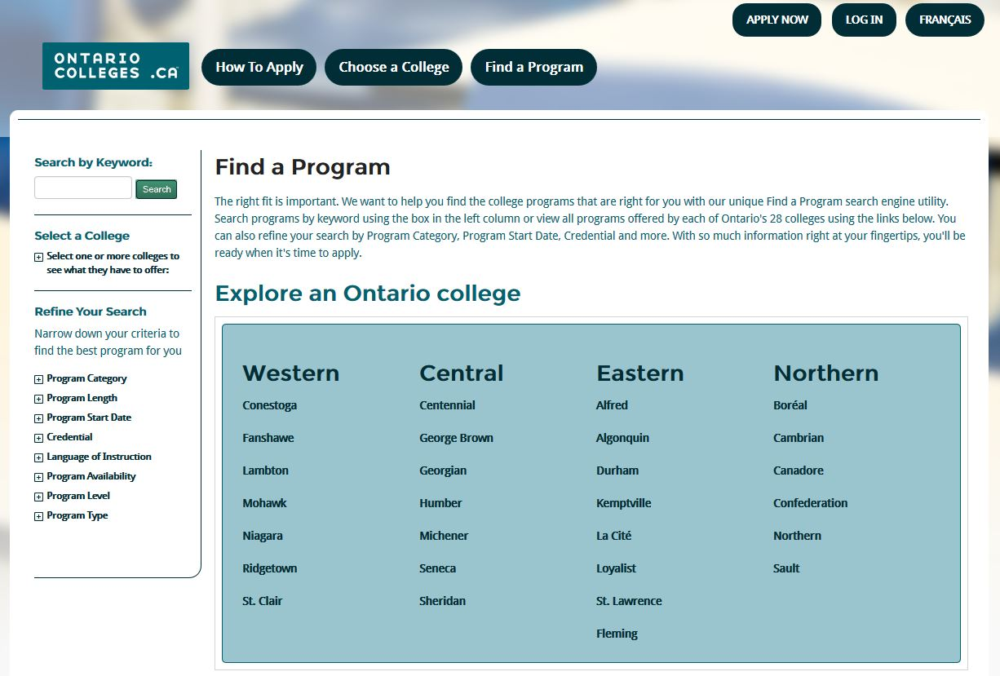 APPLY NOW
LOG IN
FRANÇAIS
ONTARIO
COLLEGES .CA™
How To Apply
Choose a College
Find a Program
Search by Keyword:
Search
Select a College
Select one or more colleges to
see what they have to offer:
Refine Your Search
Narrow down your criteria to
find the best program for you
Program Category
Program Length
Program Start Date
Credential
Language of Instruction
Program Availability
Program Level
Program Type
Find a Program
The right fit is important. We want to help you find the college programs that are right for you with our unique Find a Program search engine utility.
Search programs by keyword using the box in the left column or view all programs offered by each of Ontario's 28 colleges using the links below. You
can also refine your search by Program Category, Program Start Date, Credential and more. With so much information right at your fingertips, you'll be
ready when it's time to apply.
Explore an Ontario college
Western
Conestoga
Fanshawe
Lambton
Mohawk
Niagara
Ridgetown
St. Clair
Central
Centennial
George Brown
Georgian
Humber
Michener
Seneca
Sheridan
Eastern
Alfred
Algonquin
Durham
Kemptville
La Cité
Loyalist
St. Lawrence
Fleming
Northern
Boréal
Cambrian
Canadore
Confederation
Northern
Sault